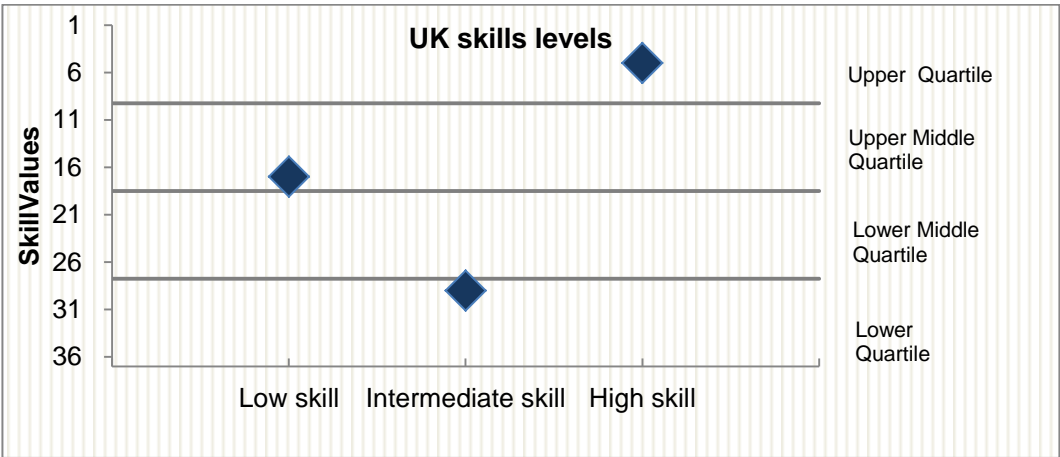 UK skills levels
SkillValues
1
6
11
16
21
26
31
36
Low skill
Intermediate skill
High skill
Upper Quartile
Upper Middle
Quartile
Lower Middle
Quartile
Lower
Quartile